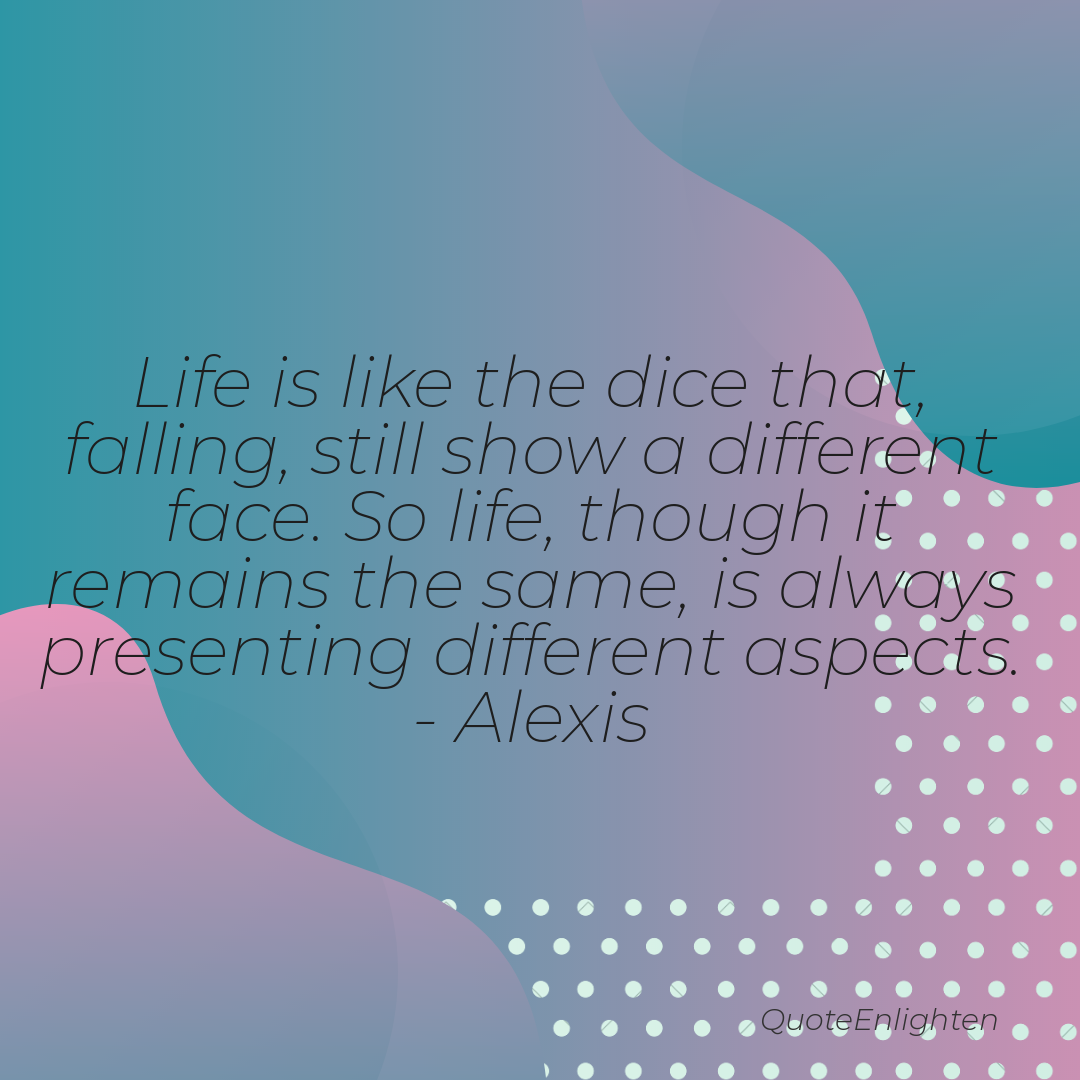 Life is like the dice that,
falling, still show a different
face. So life, though it
remains the same, is always
presenting different aspects.
- Alexis
QuoteEnlighten